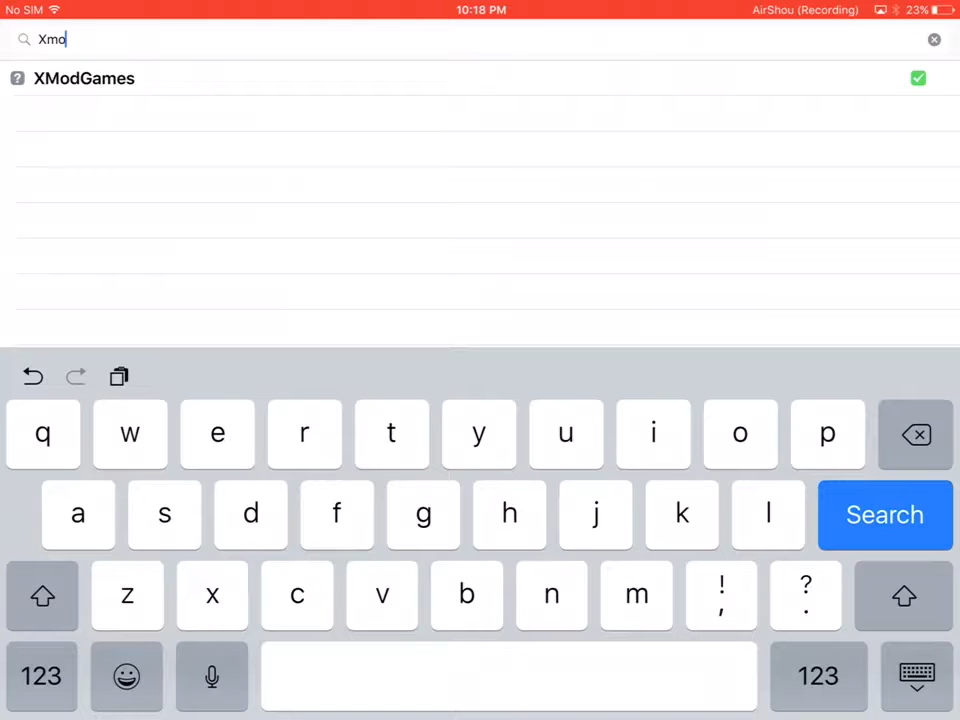 No SIM 10:18 PM AirShou (Recording) 23%
Xmo
? XModGames
q w e r t y u i o p
a s d f g h j k l Search
z x c v b n m ! , ? .
123 123